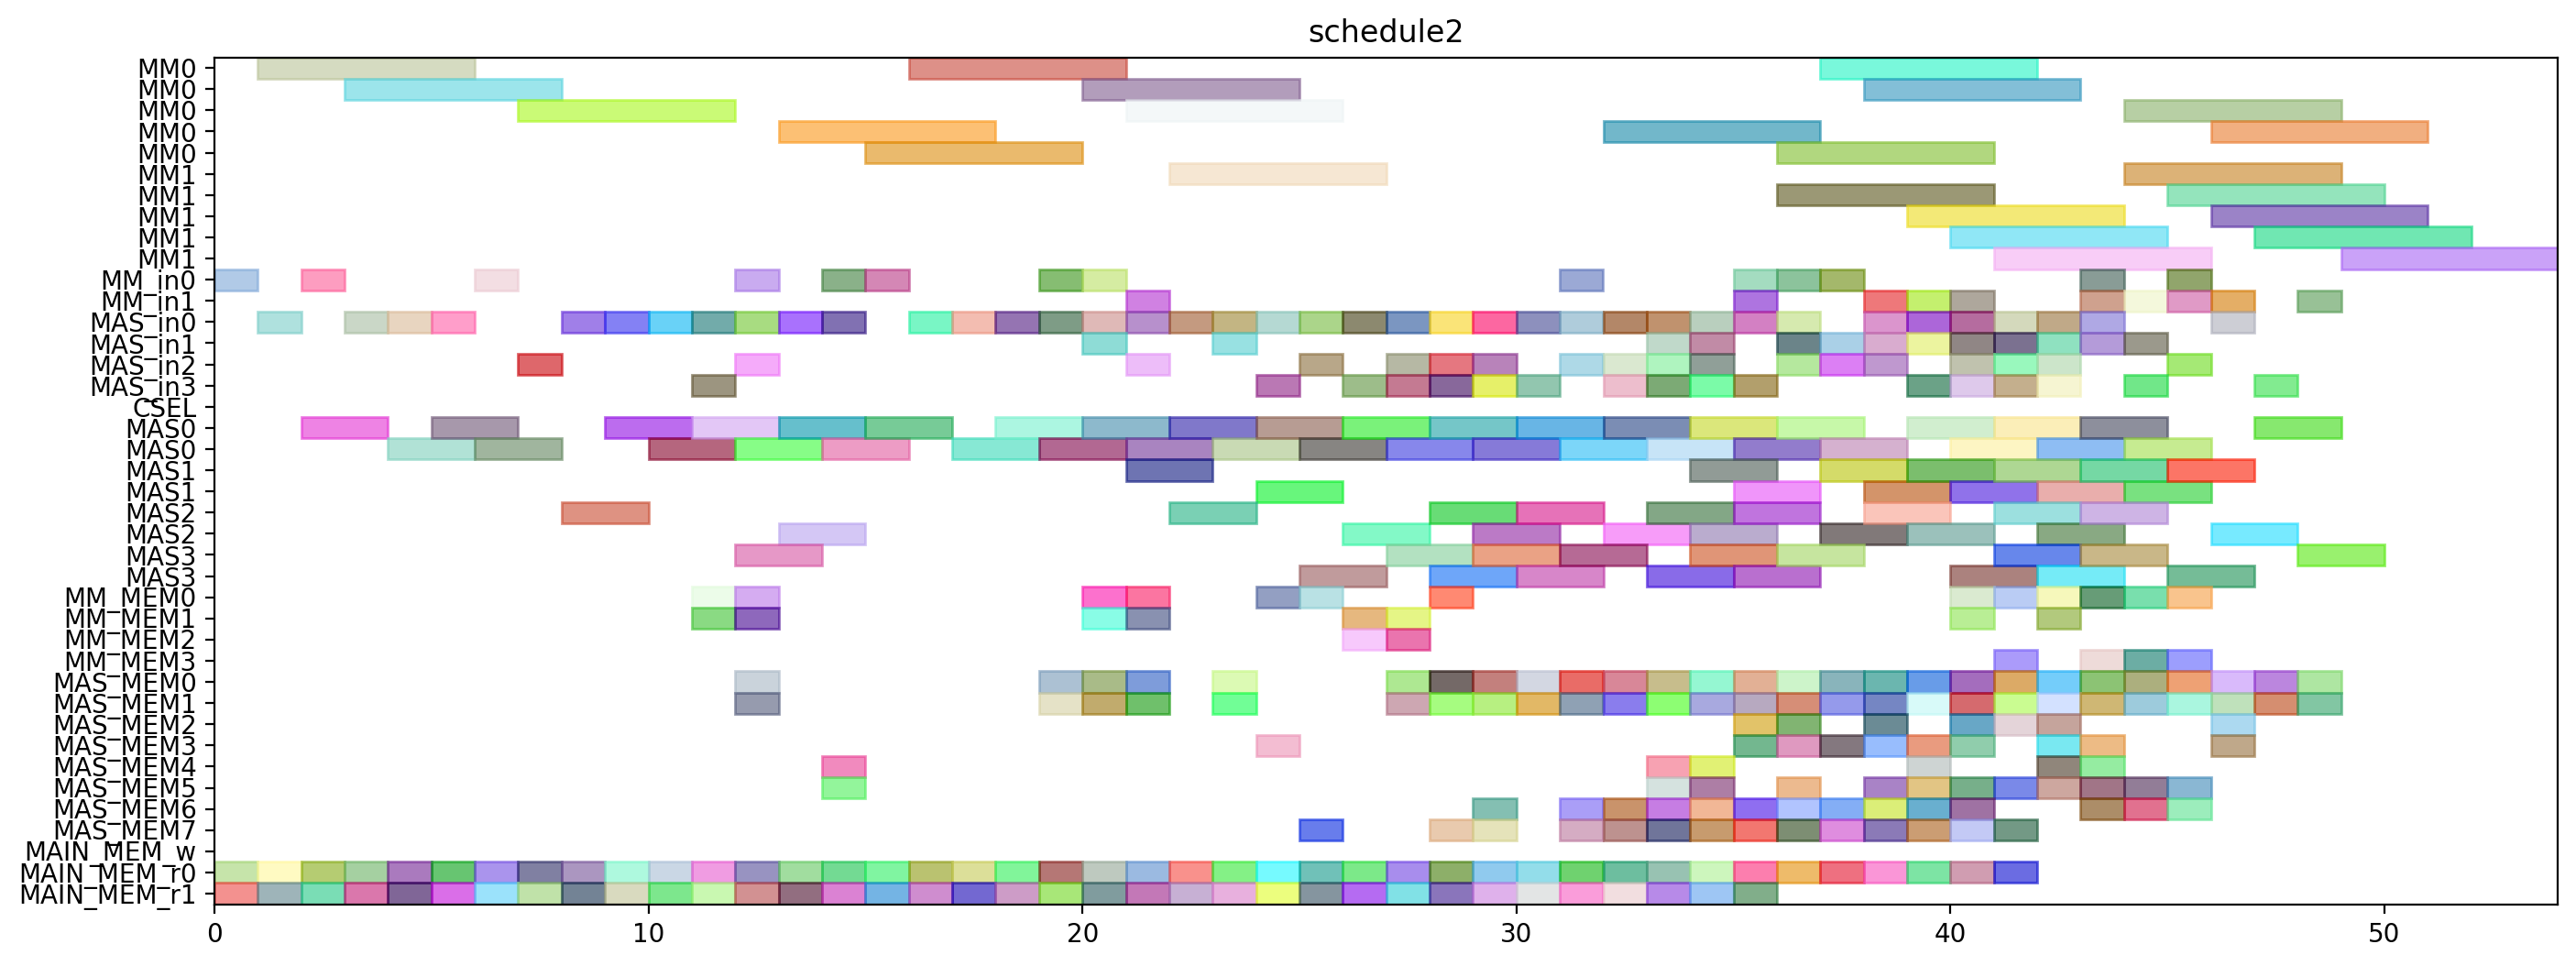 schedule2
MM0
MM0
MM0
MM0
MM0
MM1
MM1
MM1
MM1
MM1
MM_in0
MM_in1
MAS_in0
MAS_in1
MAS_in2
MAS_in3
CSEL
MAS0
MAS0
MAS1
MAS1
MAS2
MAS2
MAS3
MAS3
MM_MEM0
MM_MEM1
MM_MEM2
MM_MEM3
MAS_MEM0
MAS_MEM1
MAS_MEM2
MAS_MEM3
MAS_MEM4
MAS_MEM5
MAS_MEM6
MAS_MEM7
MAIN_MEM_w
MAIN_MEM_r0
MAIN_MEM_r1
0 10 20 30 40 50